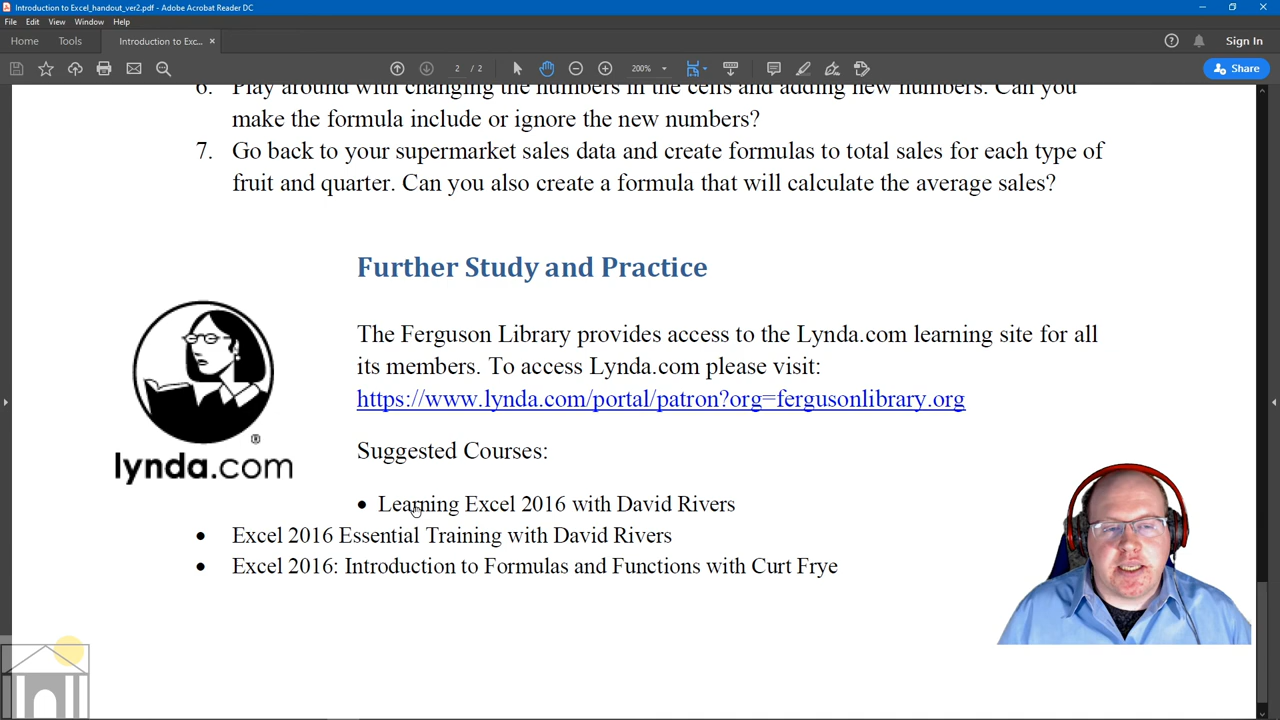 Introduction to Excel_handout_ver2.pdf - Adobe Acrobat Reader DC
File Edit View Window Help
Home Tools Introduction to Exc... × Sign In
2 / 2 200% Share
6. Play around with changing the numbers in the cells and adding new numbers. Can you
make the formula include or ignore the new numbers?
7. Go back to your supermarket sales data and create formulas to total sales for each type of
fruit and quarter. Can you also create a formula that will calculate the average sales?
Further Study and Practice
The Ferguson Library provides access to the Lynda.com learning site for all
its members. To access Lynda.com please visit:
https://www.lynda.com/portal/patron?org=fergusonlibrary.org
lynda.com®
Suggested Courses:
• Learning Excel 2016 with David Rivers
• Excel 2016 Essential Training with David Rivers
• Excel 2016: Introduction to Formulas and Functions with Curt Frye